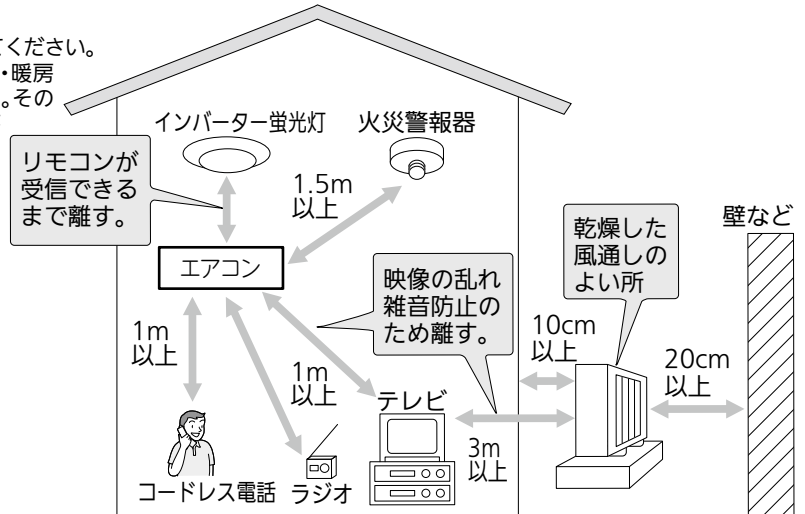 てください。
・暖房
。その
インバーター蛍光灯
火災警報器
リモコンが
受信できる
まで離す。
1.5m
以上
壁など
乾燥した
風通しの
よい所
エアコン
映像の乱れ
雑音防止の
ため離す。
1m
以上
10cm
以上
20cm
以上
1m
以上
テレビ
3m
以上
コードレス電話
ラジオ